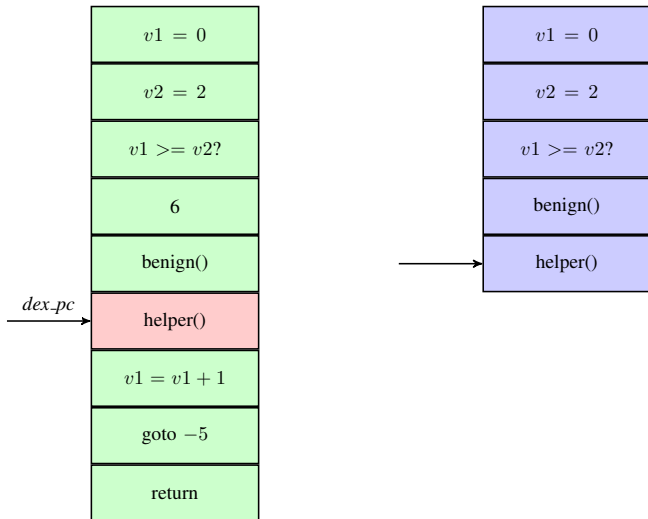 v1 = 0
v2 = 2
v1 >= v2?
6
benign()
helper()
v1 = v1 + 1
goto −5
return
dex_pc
v1 = 0
v2 = 2
v1 >= v2?
benign()
helper()